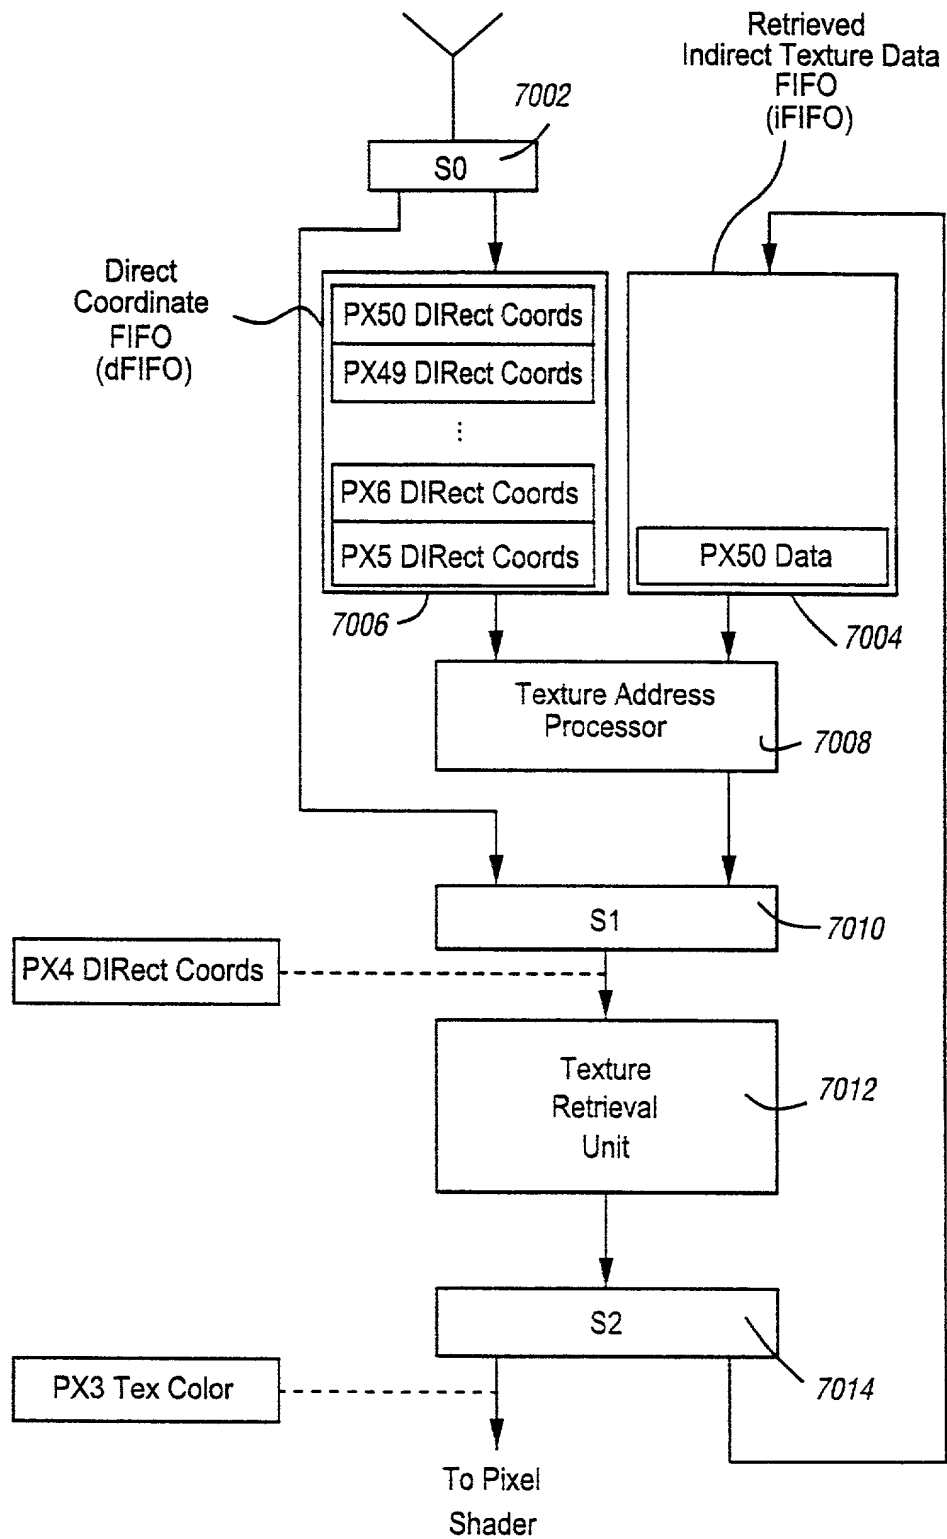 Retrieved
Indirect Texture Data
FIFO
(iFIFO)
7002
S0
Direct
Coordinate
FIFO
(dFIFO)
PX50 DIRect Coords
PX49 DIRect Coords
⋮
PX6 DIRect Coords
PX5 DIRect Coords
PX50 Data
7006
7004
Texture Address
Processor
7008
S1
7010
PX4 DIRect Coords
Texture
Retrieval
Unit
7012
S2
7014
PX3 Tex Color
To Pixel
Shader